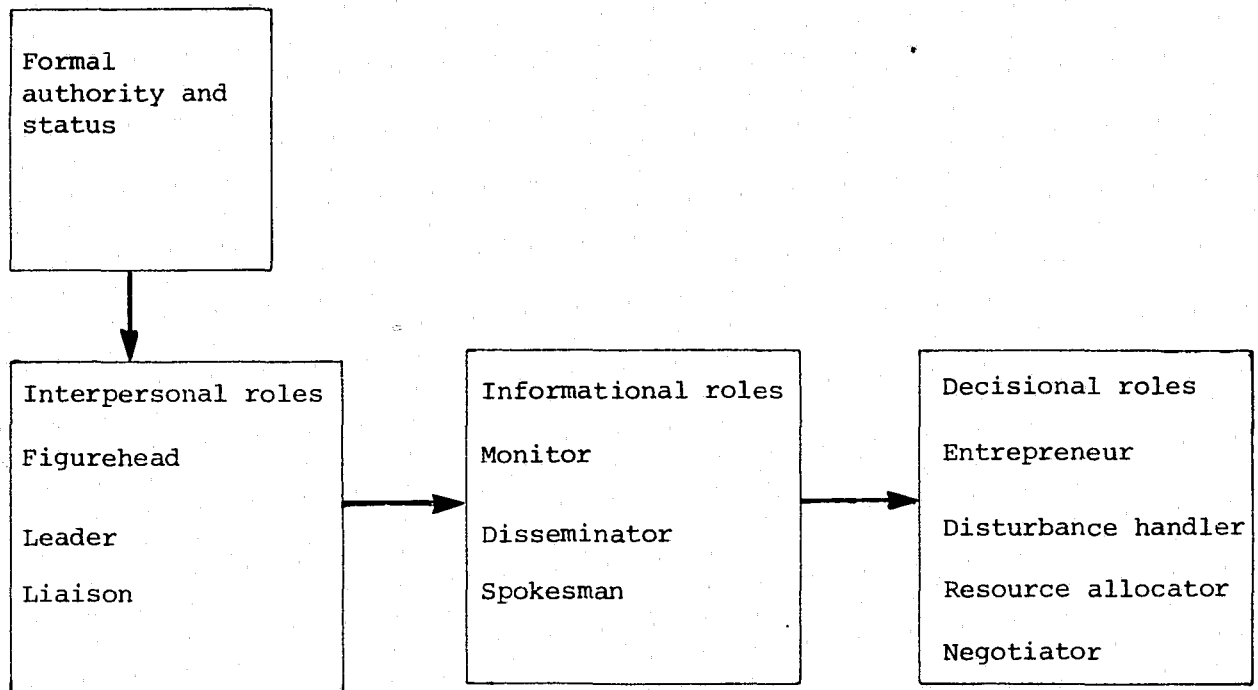 Formal
authority and
status
Interpersonal roles
Figurehead
Leader
Liaison
Informational roles
Monitor
Disseminator
Spokesman
Decisional roles
Entrepreneur
Disturbance handler
Resource allocator
Negotiator